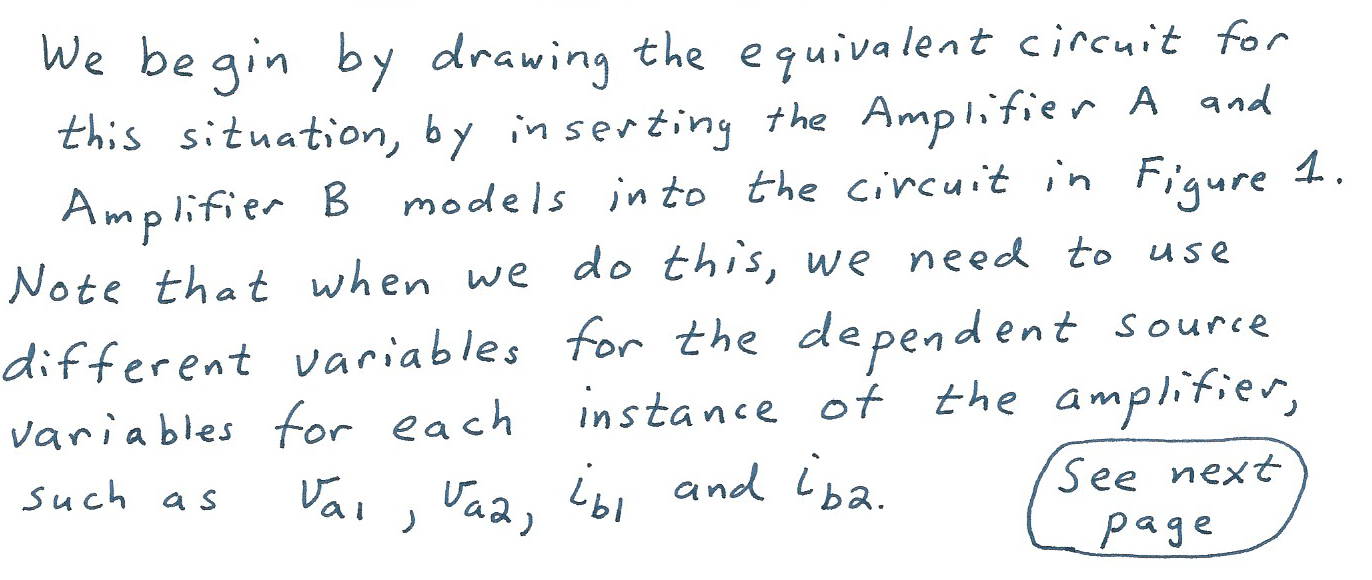 We begin by drawing the equivalent circuit for
this situation, by inserting the Amplifier A and
Amplifier B models into the circuit in Figure 1.
Note that when we do this, we need to use
different variables for the dependent source
variables for each instance of the amplifier,
such as va1, va2, ib1 and ib2.
See next
page